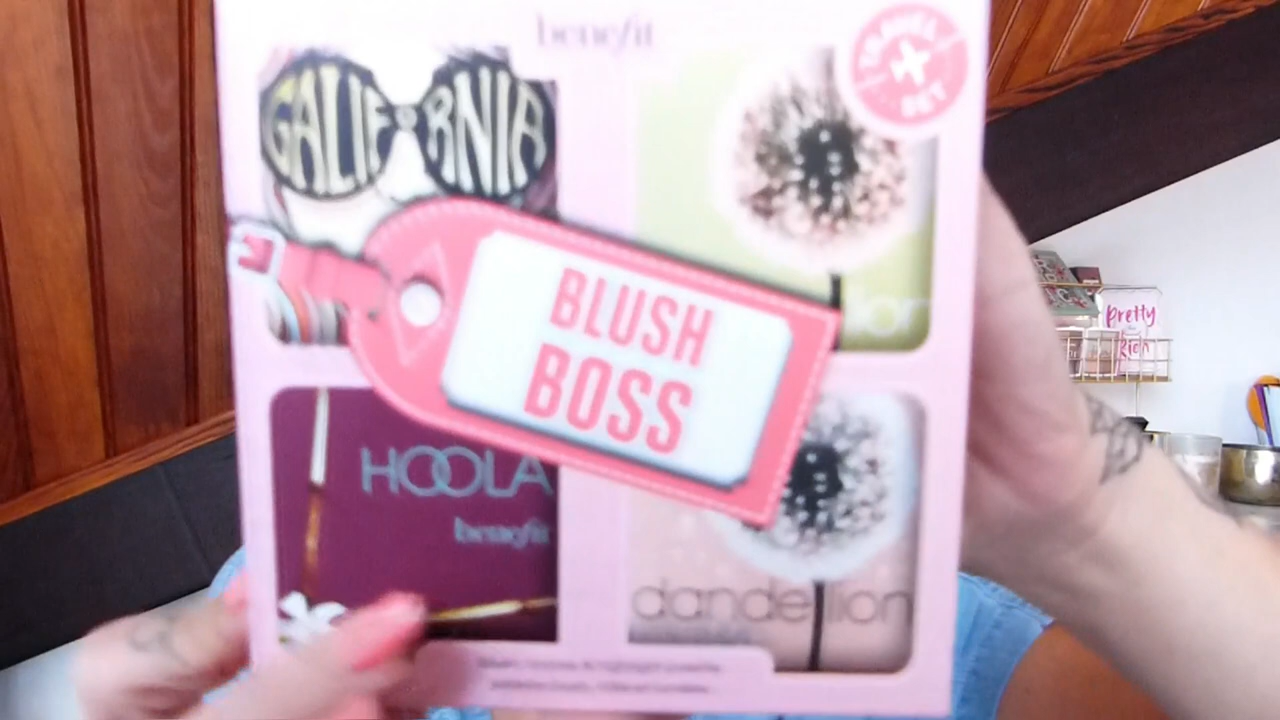 benefit
TRAVEL
SET
GALIFORNIA
BLUSH
BOSS
HOOLA
benefit
dandelion
Pretty
Rich